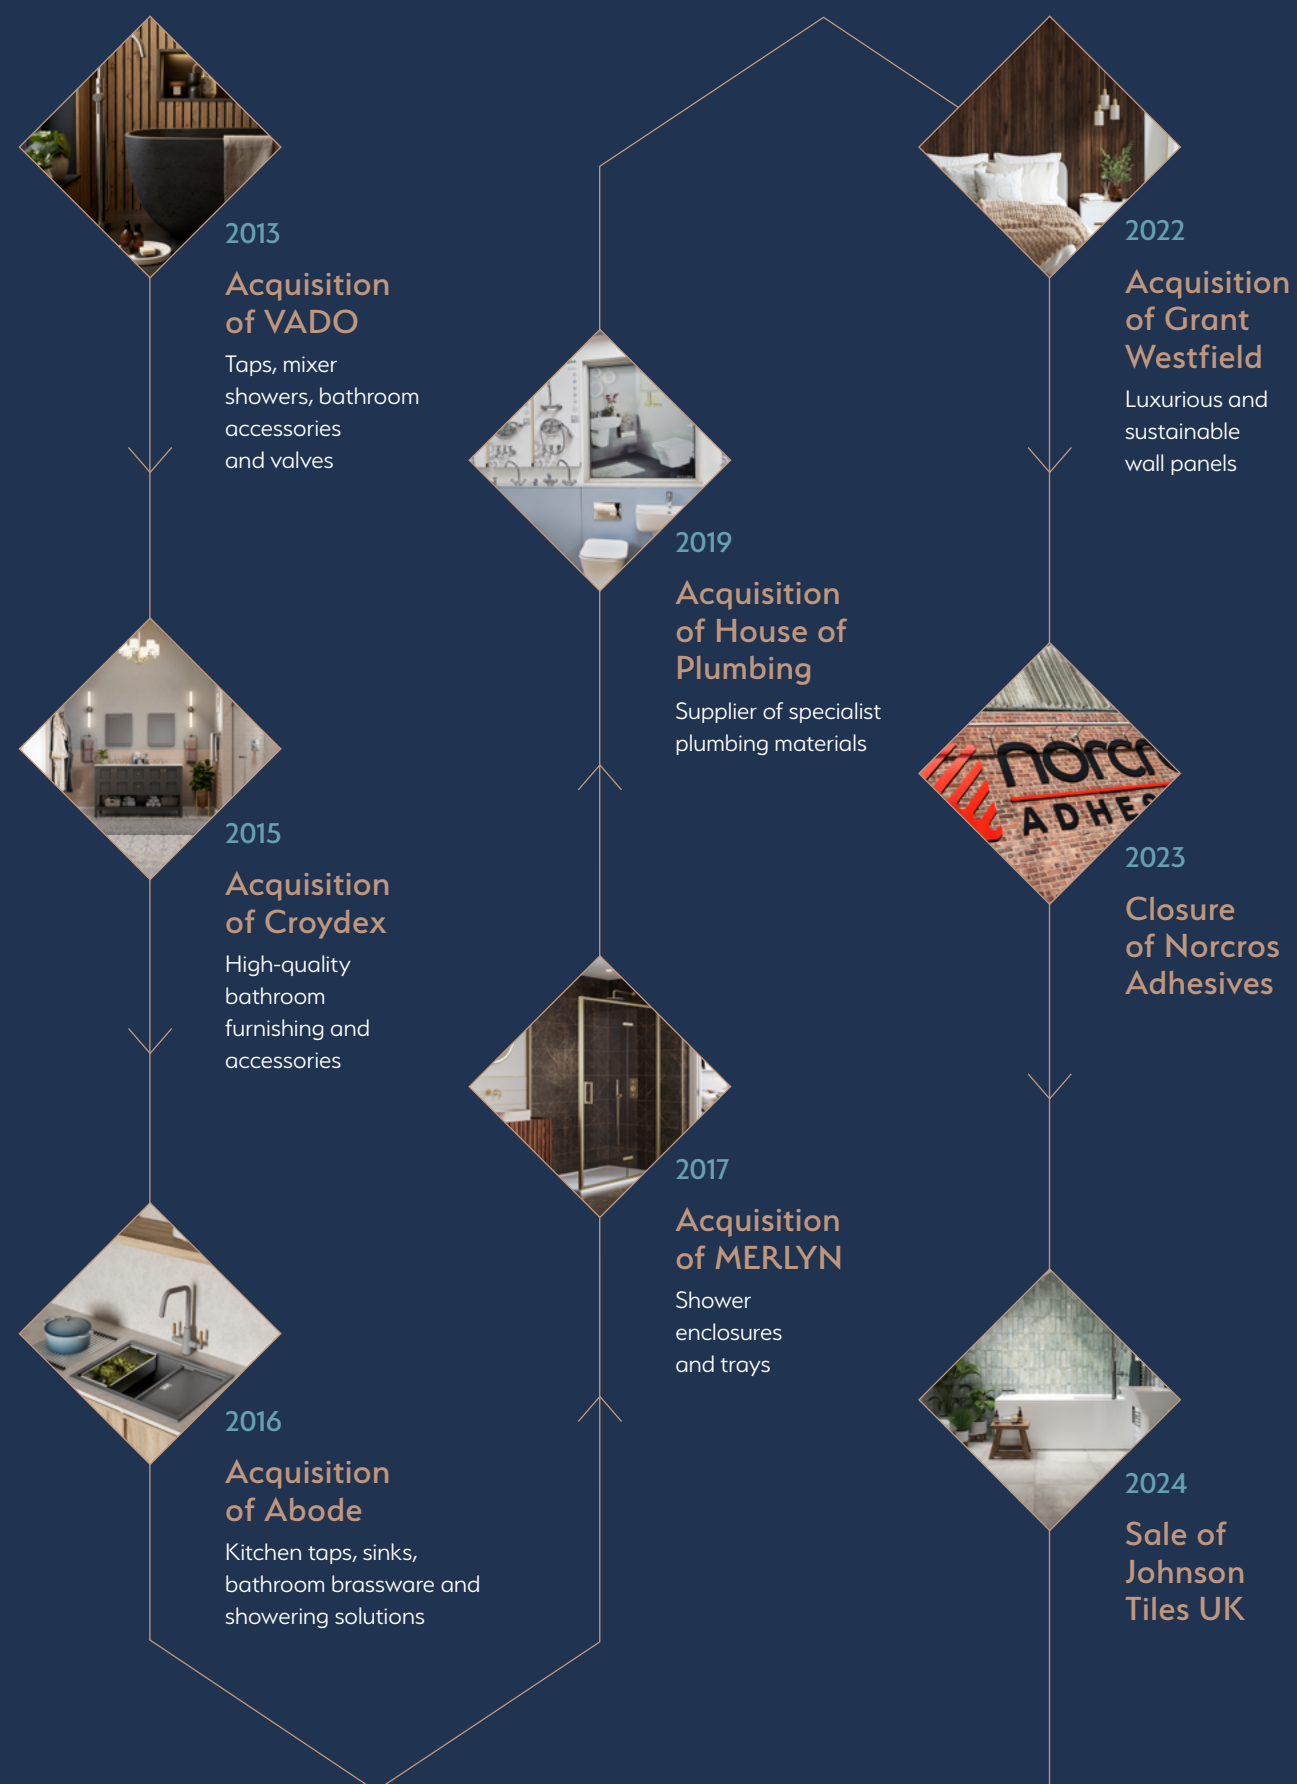 2013
Acquisition
of VADO
Taps, mixer
showers, bathroom
accessories
and valves
2015
Acquisition
of Croydex
High-quality
bathroom
furnishing and
accessories
2016
Acquisition
of Abode
Kitchen taps, sinks,
bathroom brassware and
showering solutions
2017
Acquisition
of MERLYN
Shower
enclosures
and trays
2019
Acquisition
of House of
Plumbing
Supplier of specialist
plumbing materials
2022
Acquisition
of Grant
Westfield
Luxurious and
sustainable
wall panels
norcr
ADHES
2023
Closure
of Norcros
Adhesives
2024
Sale of
Johnson
Tiles UK